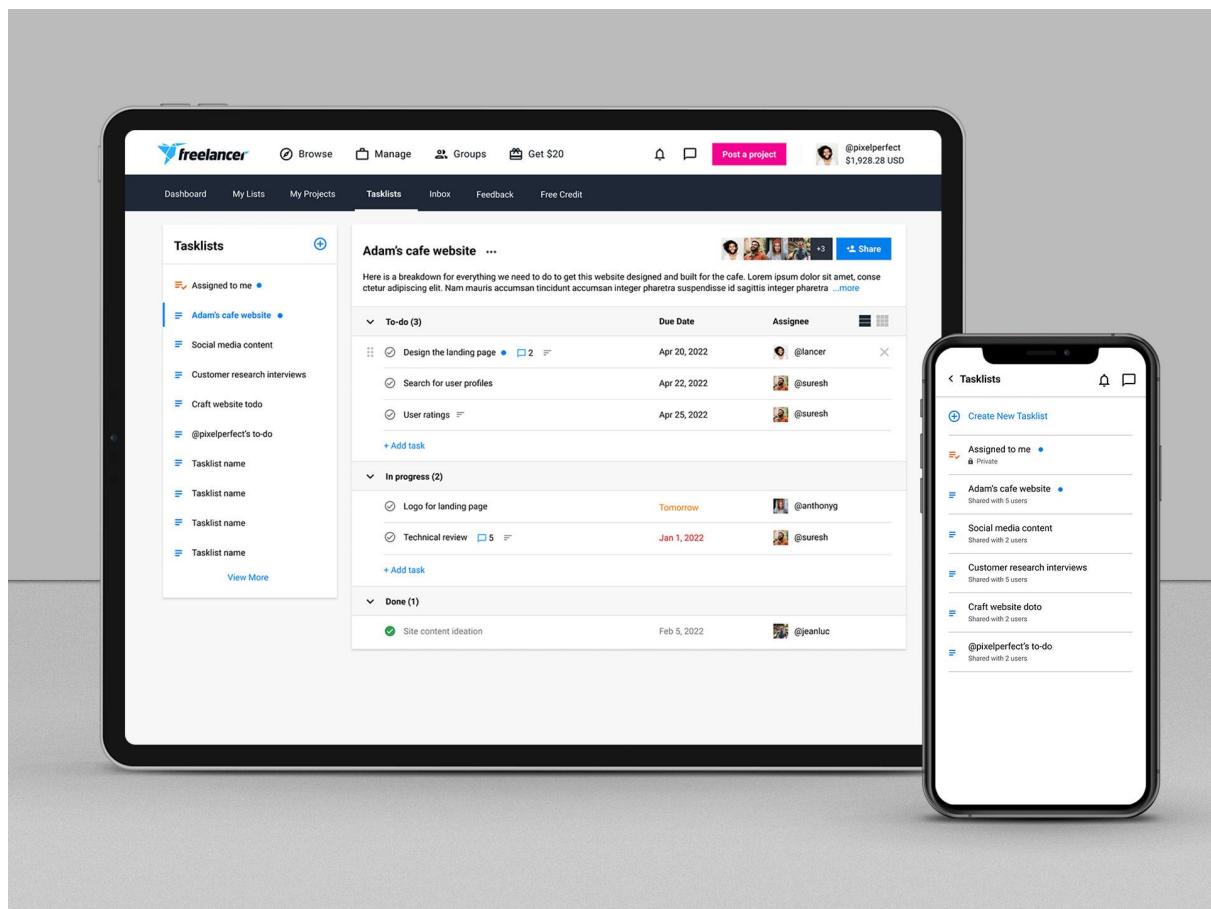 freelancer
Browse
Manage
Groups
Get $20
Post a project
@pixelperfect
$1,928.28 USD
Dashboard
My Lists
My Projects
Tasklists
Inbox
Feedback
Free Credit
Tasklists
Assigned to me
Adam's cafe website
Social media content
Customer research interviews
Craft website todo
@pixelperfect's to-do
Tasklist name
Tasklist name
Tasklist name
Tasklist name
View More
Adam's cafe website ...
+3
Share
Here is a breakdown for everything we need to do to get this website designed and built for the cafe. Lorem ipsum dolor sit amet, conse
ctetur adipiscing elit. Nam mauris accumsan tincidunt accumsan integer pharetra suspendisse id sagittis integer pharetra ...more
To-do (3) Due Date Assignee
Design the landing page 2 Apr 20, 2022 @lancer
Search for user profiles Apr 22, 2022 @suresh
User ratings Apr 25, 2022 @suresh
+ Add task
In progress (2)
Logo for landing page Tomorrow @anthonyg
Technical review 5 Jan 1, 2022 @suresh
+ Add task
Done (1)
Site content ideation Feb 5, 2022 @jeanluc
Tasklists
Create New Tasklist
Assigned to me
Private
Adam's cafe website
Shared with 5 users
Social media content
Shared with 2 users
Customer research interviews
Shared with 5 users
Craft website doto
Shared with 2 users
@pixelperfect's to-do
Shared with 2 users